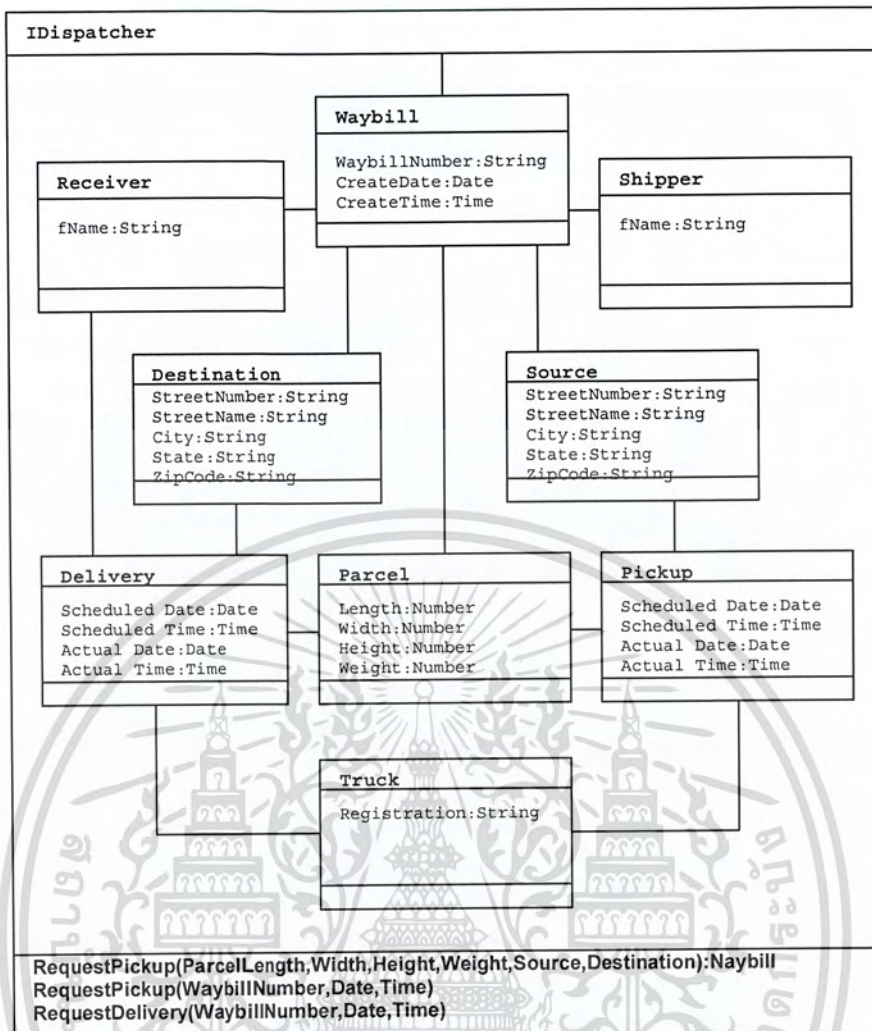 IDispatcher
Waybill
WaybillNumber:String
CreateDate:Date
CreateTime:Time
Receiver
fName:String
Shipper
fName:String
Destination
StreetNumber:String
StreetName:String
City:String
State:String
ZipCode:String
Source
StreetNumber:String
StreetName:String
City:String
State:String
ZipCode:String
Delivery
Scheduled Date:Date
Scheduled Time:Time
Actual Date:Date
Actual Time:Time
Parcel
Length:Number
Width:Number
Height:Number
Weight:Number
Pickup
Scheduled Date:Date
Scheduled Time:Time
Actual Date:Date
Actual Time:Time
Truck
Registration:String
RequestPickup(ParcelLength,Width,Height,Weight,Source,Destination):Naybill
RequestPickup(WaybillNumber,Date,Time)
RequestDelivery(WaybillNumber,Date,Time)